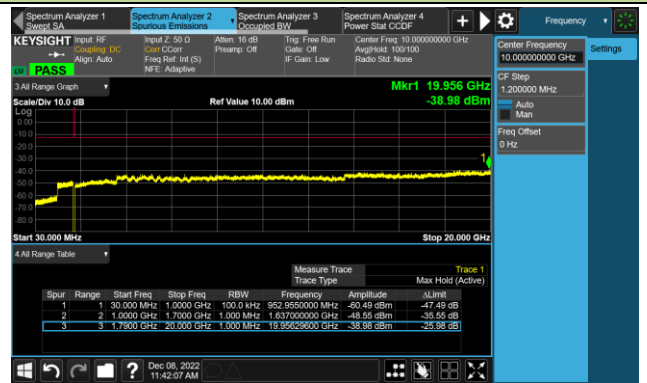 Spectrum Analyzer 1
Swept SA
Spectrum Analyzer 2
Spurious Emissions
Spectrum Analyzer 3
Occupied BW
Spectrum Analyzer 4
Power Stat CCDF
Frequency
KEYSIGHT
Input: RF
Coupling: DC
Align: Auto
Input Z: 50 Ω
Corr CCorr
Freq Ref: Int (S)
NFE: Adaptive
Atten: 16 dB
Preamp: Off
Trig: Free Run
Gate: Off
IF Gain: Low
Center Freq: 10.000000000 GHz
Avg|Hold: 100/100
Radio Std: None
PASS
Center Frequency
10.000000000 GHz
Settings
CF Step
1.200000 MHz
Auto
Man
Freq Offset
0 Hz
3 All Range Graph
Mkr1 19.956 GHz
Scale/Div 10.0 dB
Ref Value 10.00 dBm
-38.98 dBm
Log
0.00
-10.0
-20.0
-30.0
-40.0
-50.0
-60.0
-70.0
-80.0
1
Start 30.000 MHz
Stop 20.000 GHz
4 All Range Table
Measure Trace Trace 1
Trace Type Max Hold (Active)
Spur Range Start Freq Stop Freq RBW Frequency Amplitude ΔLimit
1 1 30.000 MHz 1.0000 GHz 100.0 kHz 952.9550000 MHz -60.49 dBm -47.49 dB
2 2 1.0000 GHz 1.7000 GHz 1.000 MHz 1.637000000 GHz -48.55 dBm -35.55 dB
3 3 1.7900 GHz 20.000 GHz 1.000 MHz 19.95629600 GHz -38.98 dBm -25.98 dB
?
Dec 08, 2022
11:42:07 AM